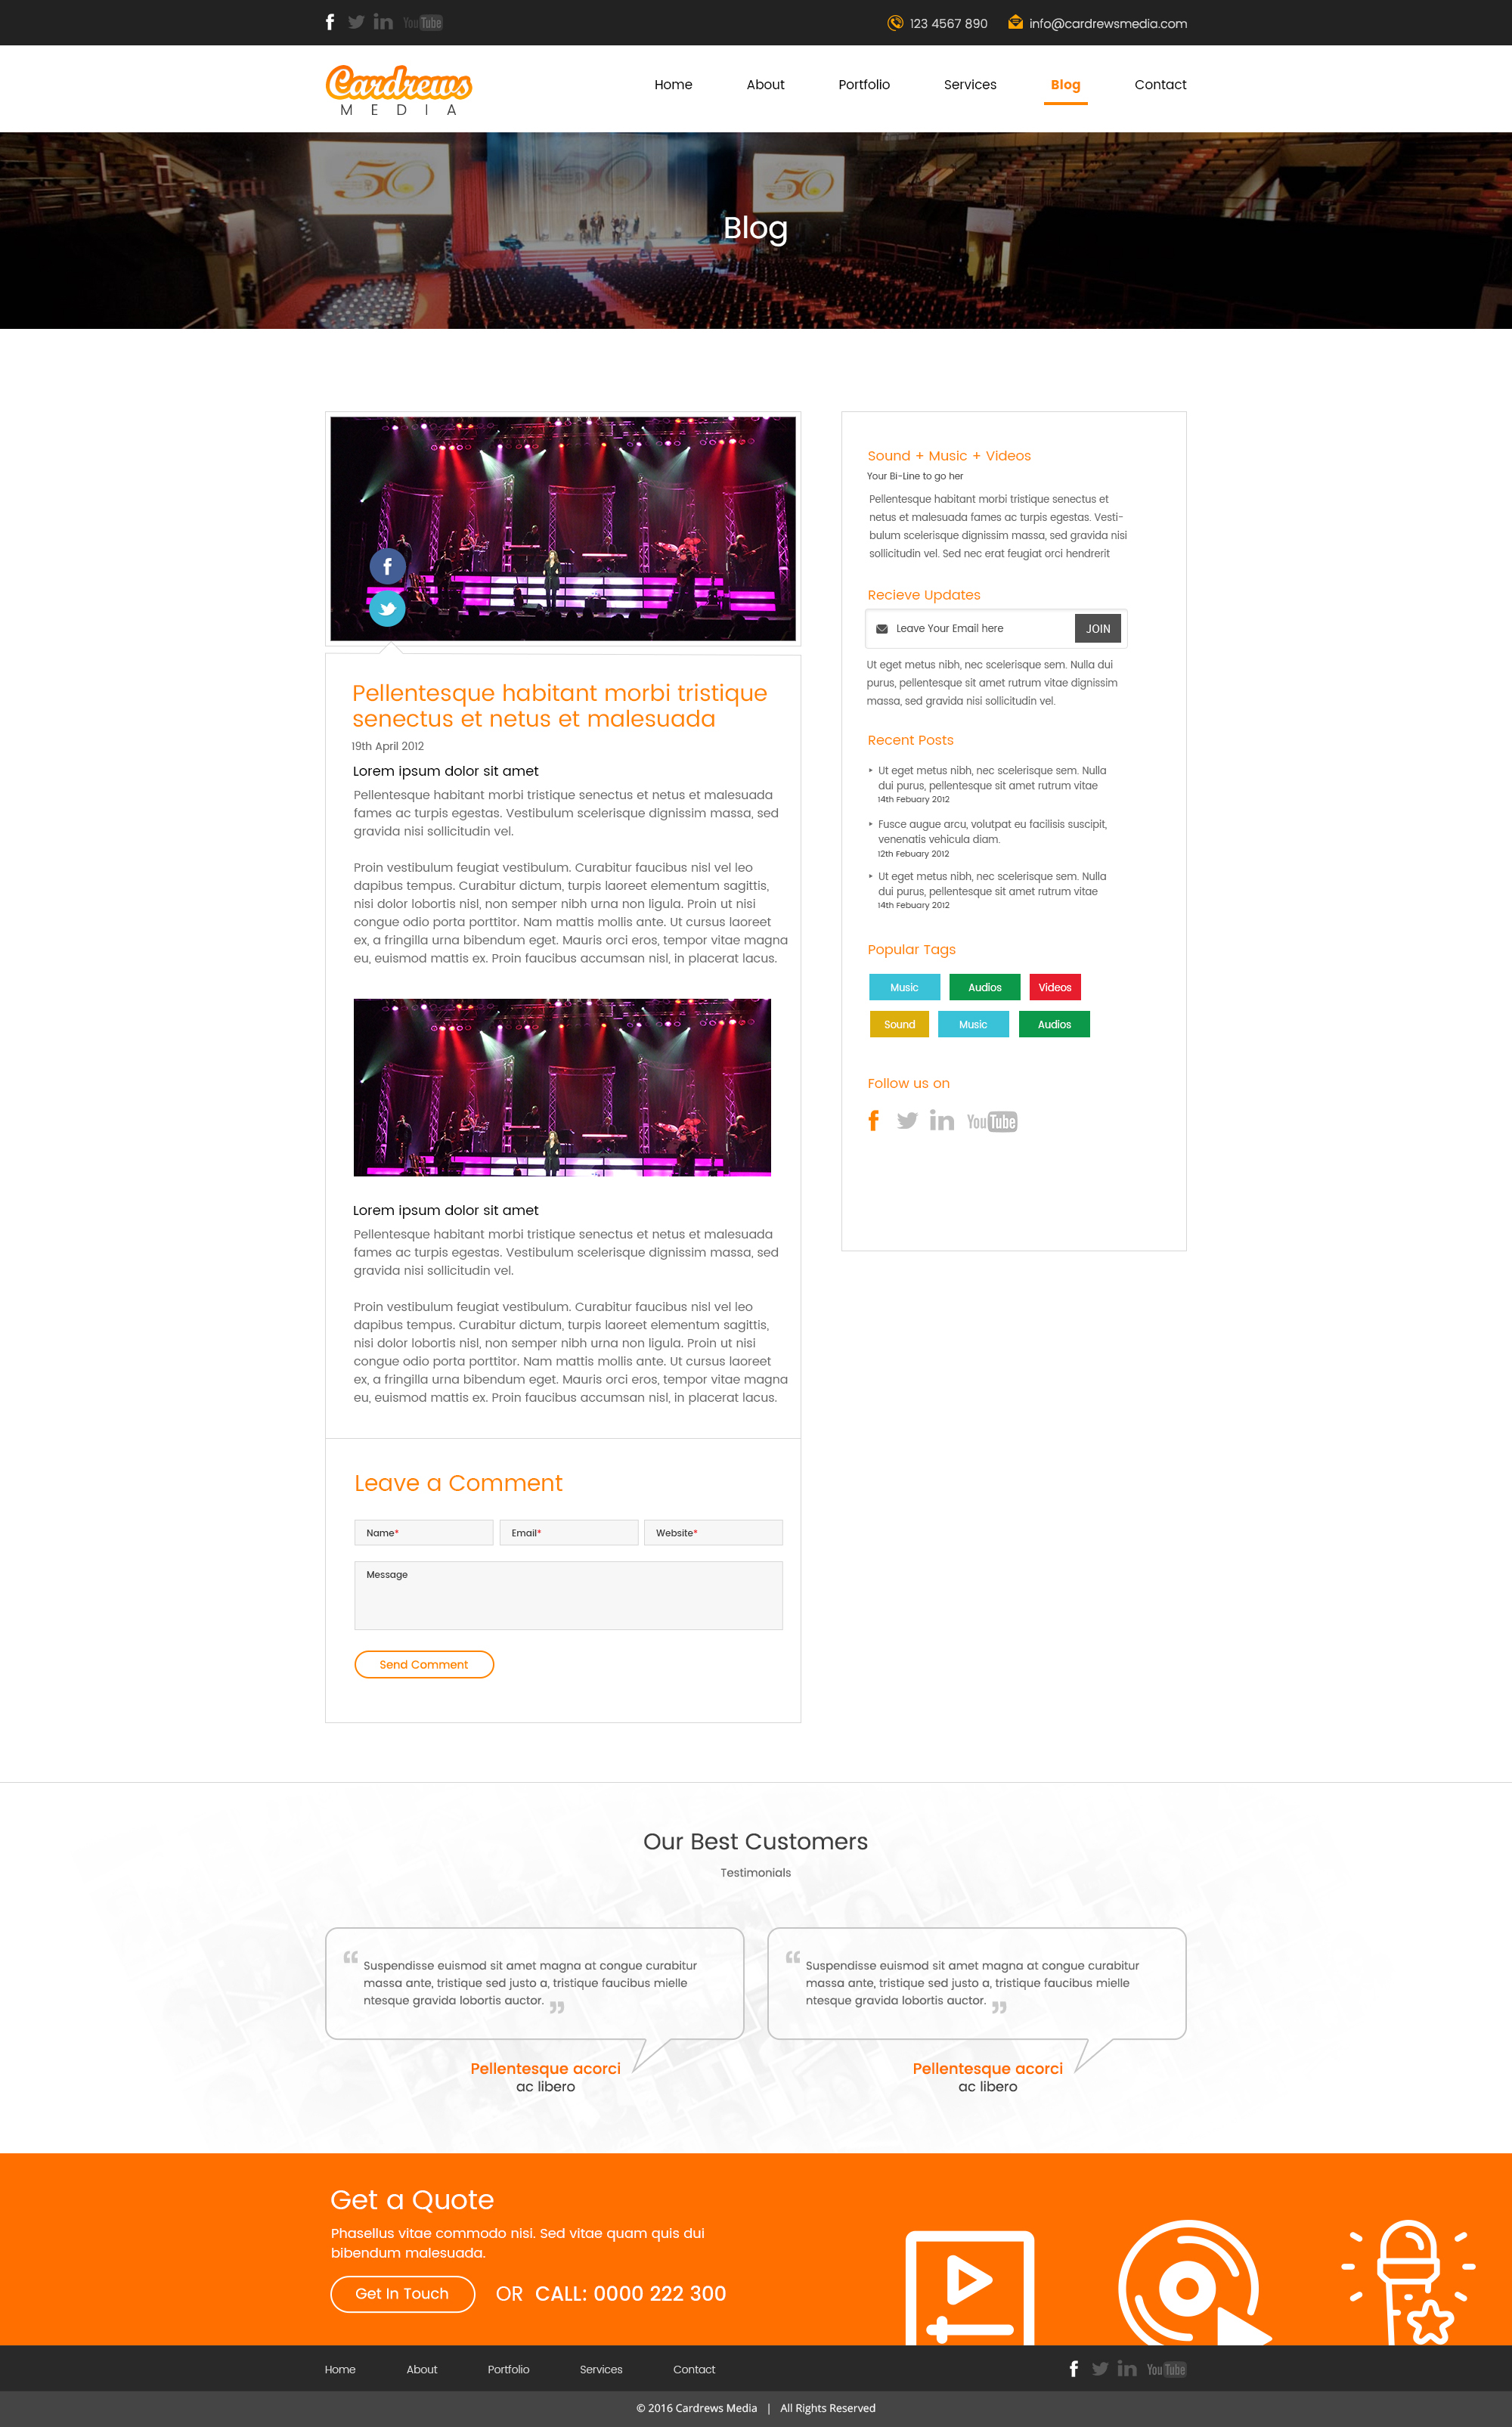 f in YouTube
123 4567 890 info@cardrewsmedia.com
Cardrews
MEDIA
Home About Portfolio Services Blog Contact
50 50 50
Blog
f
Pellentesque habitant morbi tristique
senectus et netus et malesuada
19th April 2012
Lorem ipsum dolor sit amet
Pellentesque habitant morbi tristique senectus et netus et malesuada
fames ac turpis egestas. Vestibulum scelerisque dignissim massa, sed
gravida nisi sollicitudin vel.
Proin vestibulum feugiat vestibulum. Curabitur faucibus nisl vel leo
dapibus tempus. Curabitur dictum, turpis laoreet elementum sagittis,
nisi dolor lobortis nisl, non semper nibh urna non ligula. Proin ut nisi
congue odio porta porttitor. Nam mattis mollis ante. Ut cursus laoreet
ex, a fringilla urna bibendum eget. Mauris orci eros, tempor vitae magna
eu, euismod mattis ex. Proin faucibus accumsan nisl, in placerat lacus.
Lorem ipsum dolor sit amet
Pellentesque habitant morbi tristique senectus et netus et malesuada
fames ac turpis egestas. Vestibulum scelerisque dignissim massa, sed
gravida nisi sollicitudin vel.
Proin vestibulum feugiat vestibulum. Curabitur faucibus nisl vel leo
dapibus tempus. Curabitur dictum, turpis laoreet elementum sagittis,
nisi dolor lobortis nisl, non semper nibh urna non ligula. Proin ut nisi
congue odio porta porttitor. Nam mattis mollis ante. Ut cursus laoreet
ex, a fringilla urna bibendum eget. Mauris orci eros, tempor vitae magna
eu, euismod mattis ex. Proin faucibus accumsan nisl, in placerat lacus.
Leave a Comment
Name* Email* Website*
Message
Send Comment
Sound + Music + Videos
Your Bi-Line to go her
Pellentesque habitant morbi tristique senectus et
netus et malesuada fames ac turpis egestas. Vesti-
bulum scelerisque dignissim massa, sed gravida nisi
sollicitudin vel. Sed nec erat feugiat orci hendrerit
Recieve Updates
Leave Your Email here JOIN
Ut eget metus nibh, nec scelerisque sem. Nulla dui
purus, pellentesque sit amet rutrum vitae dignissim
massa, sed gravida nisi sollicitudin vel.
Recent Posts
Ut eget metus nibh, nec scelerisque sem. Nulla
dui purus, pellentesque sit amet rutrum vitae
14th Febuary 2012
Fusce augue arcu, volutpat eu facilisis suscipit,
venenatis vehicula diam.
12th Febuary 2012
Ut eget metus nibh, nec scelerisque sem. Nulla
dui purus, pellentesque sit amet rutrum vitae
14th Febuary 2012
Popular Tags
Music Audios Videos
Sound Music Audios
Follow us on
f in YouTube
Our Best Customers
Testimonials
“ Suspendisse euismod sit amet magna at congue curabitur
massa ante, tristique sed justo a, tristique faucibus mielle
ntesque gravida lobortis auctor. ”
Pellentesque acorci
ac libero
“ Suspendisse euismod sit amet magna at congue curabitur
massa ante, tristique sed justo a, tristique faucibus mielle
ntesque gravida lobortis auctor. ”
Pellentesque acorci
ac libero
Get a Quote
Phasellus vitae commodo nisi. Sed vitae quam quis dui
bibendum malesuada.
Get In Touch OR CALL: 0000 222 300
Home About Portfolio Services Contact f in YouTube
© 2016 Cardrews Media | All Rights Reserved